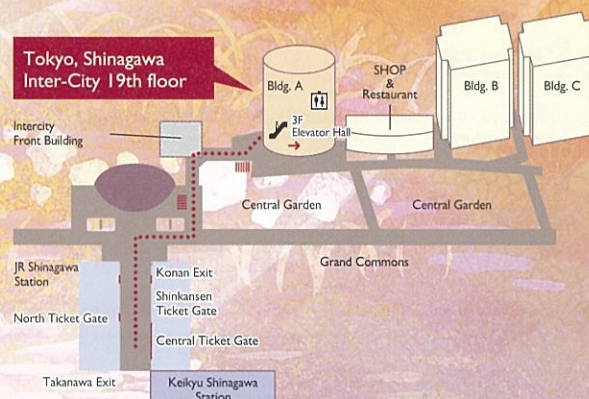 Tokyo, Shinagawa
Inter-City 19th floor
Bldg. A
SHOP
&
Restaurant
Bldg. B
Bldg. C
3F
Elevator Hall
Intercity
Front Building
Central Garden
Central Garden
Grand Commons
JR Shinagawa
Station
Konan Exit
Shinkansen
Ticket Gate
North Ticket Gate
Central Ticket Gate
Takanawa Exit
Keikyu Shinagawa
Station